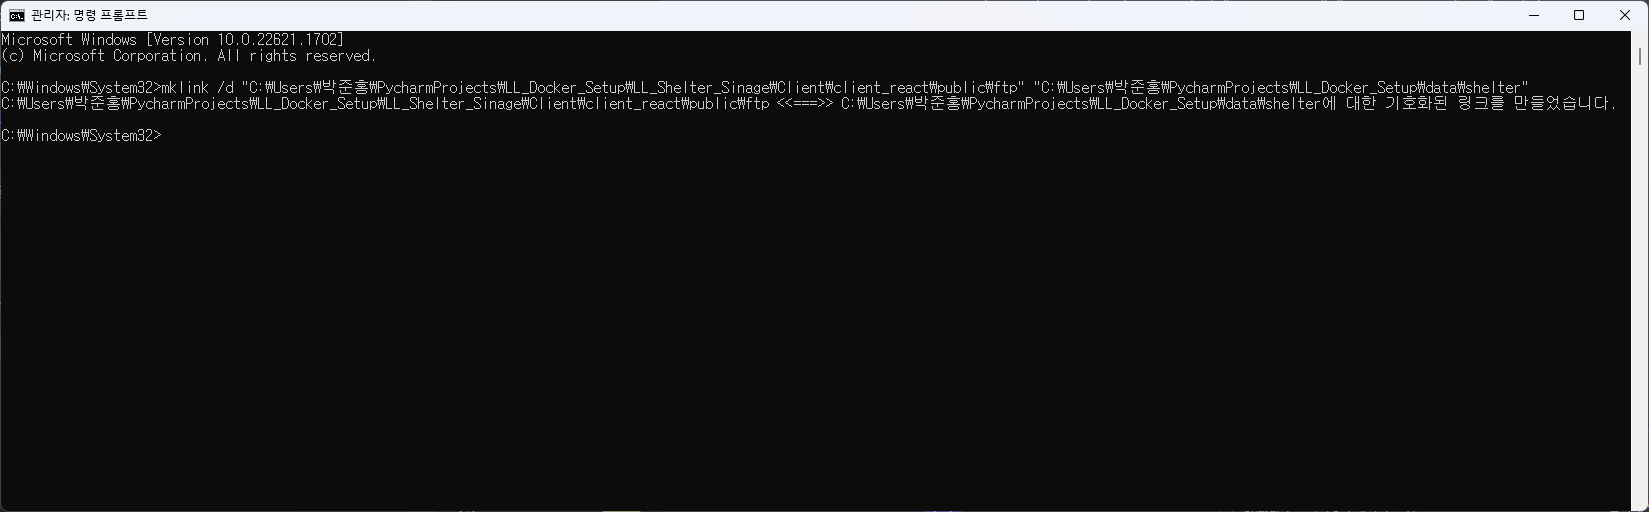 관리자: 명령 프롬프트
Microsoft Windows [Version 10.0.22621.1702]
(c) Microsoft Corporation. All rights reserved.
C:₩Windows₩System32>mklink /d "C:₩Users₩박준홍₩PycharmProjects₩LL_Docker_Setup₩LL_Shelter_Sinage₩Client₩client_react₩public₩ftp" "C:₩Users₩박준홍₩PycharmProjects₩LL_Docker_Setup₩data₩shelter"
C:₩Users₩박준홍₩PycharmProjects₩LL_Docker_Setup₩LL_Shelter_Sinage₩Client₩client_react₩public₩ftp <<===>> C:₩Users₩박준홍₩PycharmProjects₩LL_Docker_Setup₩data₩shelter에 대한 기호화된 링크를 만들었습니다.
C:₩Windows₩System32>